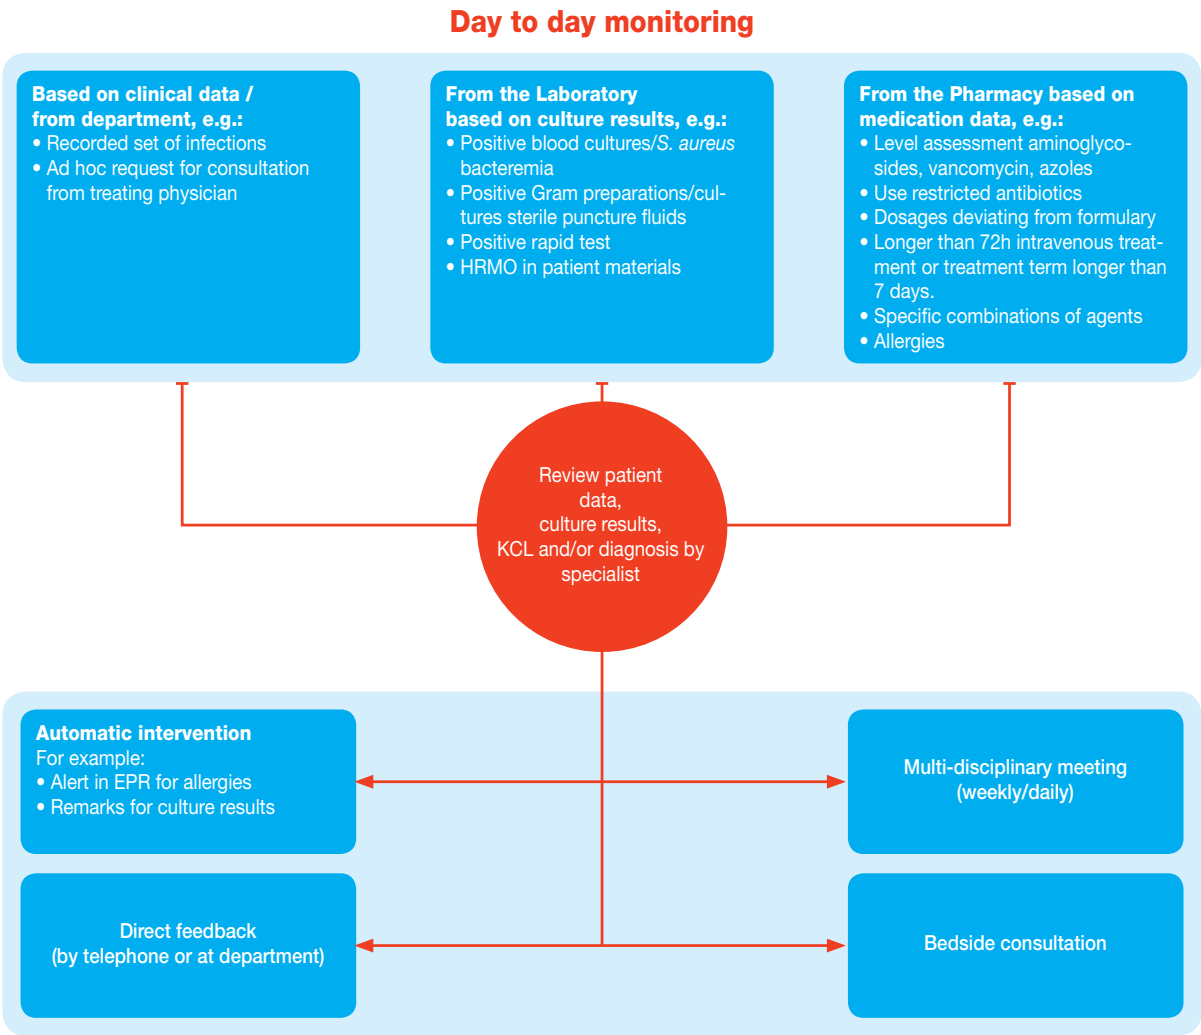 Day to day monitoring
Based on clinical data /
from department, e.g.:
• Recorded set of infections
• Ad hoc request for consultation
from treating physician
From the Laboratory
based on culture results, e.g.:
• Positive blood cultures/S. aureus
bacteremia
• Positive Gram preparations/cul-
tures sterile puncture fluids
• Positive rapid test
• HRMO in patient materials
From the Pharmacy based on
medication data, e.g.:
• Level assessment aminoglyco-
sides, vancomycin, azoles
• Use restricted antibiotics
• Dosages deviating from formulary
• Longer than 72h intravenous treat-
ment or treatment term longer than
7 days.
• Specific combinations of agents
• Allergies
Review patient
data,
culture results,
KCL and/or diagnosis by
specialist
Automatic intervention
For example:
• Alert in EPR for allergies
• Remarks for culture results
Multi-disciplinary meeting
(weekly/daily)
Direct feedback
(by telephone or at department)
Bedside consultation